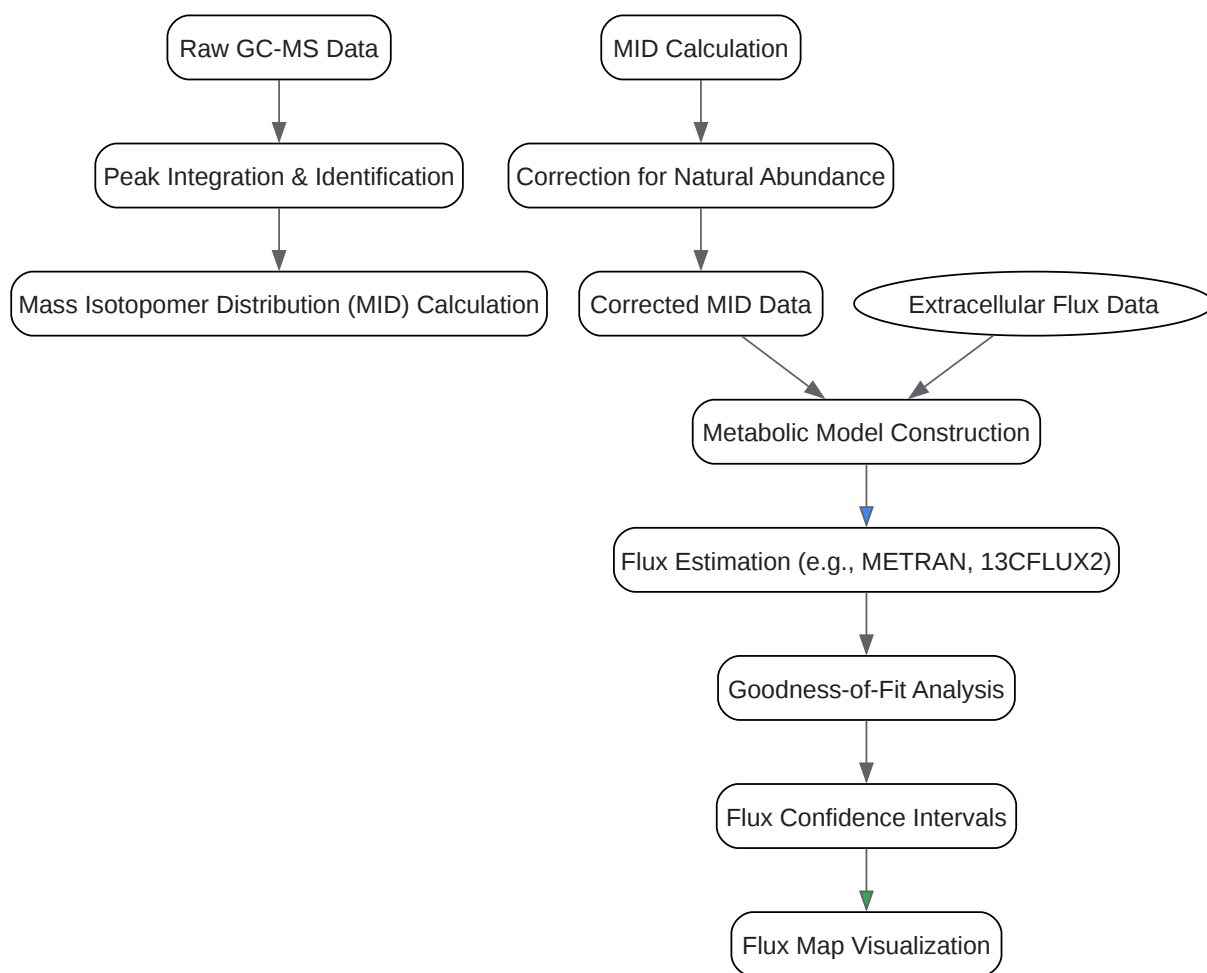 Raw GC-MS Data
MID Calculation
Peak Integration & Identification
Correction for Natural Abundance
Mass Isotopomer Distribution (MID) Calculation
Corrected MID Data
Extracellular Flux Data
Metabolic Model Construction
Flux Estimation (e.g., METRAN, 13CFLUX2)
Goodness-of-Fit Analysis
Flux Confidence Intervals
Flux Map Visualization